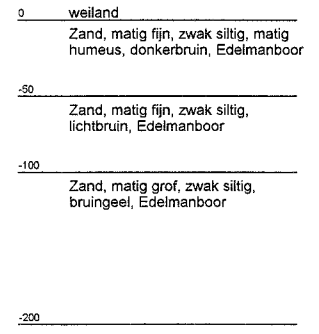 0 weiland
Zand, matig fijn, zwak siltig, matig
humeus, donkerbruin, Edelmanboor
-50
Zand, matig fijn, zwak siltig,
lichtbruin, Edelmanboor
-100
Zand, matig grof, zwak siltig,
bruingeel, Edelmanboor
-200